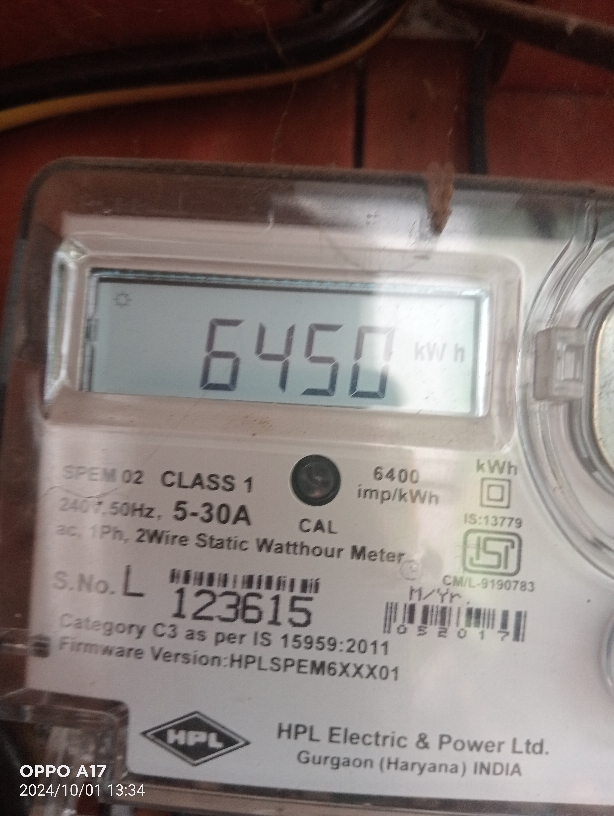 6450 kWh
SPEM 02 CLASS 1
240V, 50Hz, 5-30A
ac, 1Ph, 2Wire Static Watthour Meter
CAL
6400
imp/kWh
kWh
IS:13779
ISI
CM/L-9190783
S.No. L 123615
M/Yr.
052017
Category C3 as per IS 15959:2011
Firmware Version:HPLSPEM6XXX01
HPL
HPL Electric & Power Ltd.
Gurgaon (Haryana) INDIA
OPPO A17
2024/10/01 13:34